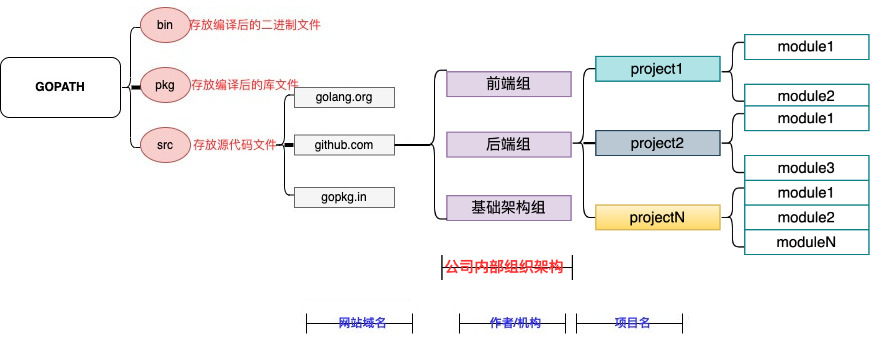 GOPATH
bin
存放编译后的二进制文件
pkg
存放编译后的库文件
src
存放源代码文件
golang.org
github.com
gopkg.in
前端组
后端组
基础架构组
公司内部组织架构
project1
project2
projectN
module1
module2
module1
module3
module1
module2
moduleN
网站域名
作者/机构
项目名